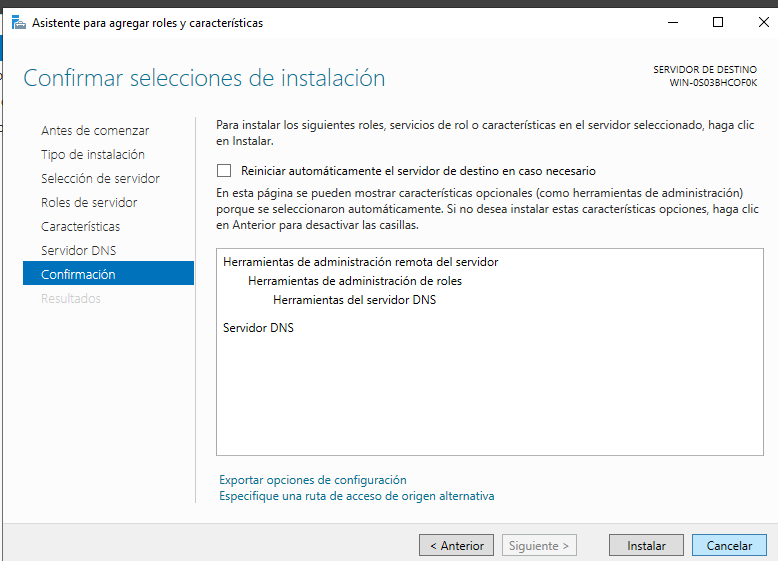 Asistente para agregar roles y características
Confirmar selecciones de instalación
SERVIDOR DE DESTINO
WIN-0S03BHCOF0K
Antes de comenzar
Tipo de instalación
Selección de servidor
Roles de servidor
Características
Servidor DNS
Confirmación
Resultados
Para instalar los siguientes roles, servicios de rol o características en el servidor seleccionado, haga clic
en Instalar.
Reiniciar automáticamente el servidor de destino en caso necesario
En esta página se pueden mostrar características opcionales (como herramientas de administración)
porque se seleccionaron automáticamente. Si no desea instalar estas características opciones, haga clic
en Anterior para desactivar las casillas.
Herramientas de administración remota del servidor
Herramientas de administración de roles
Herramientas del servidor DNS
Servidor DNS
Exportar opciones de configuración
Especifique una ruta de acceso de origen alternativa
< Anterior
Siguiente >
Instalar
Cancelar